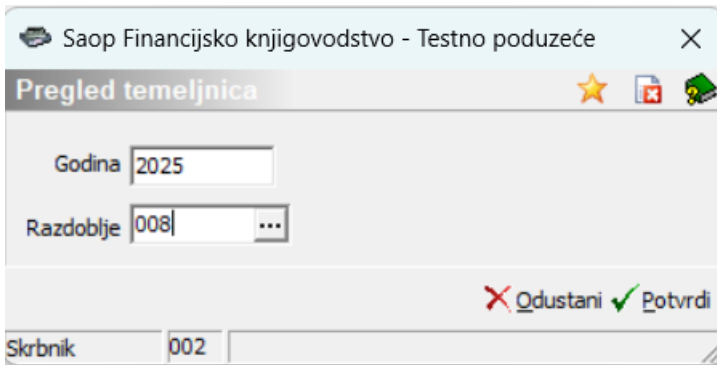 Saop Financijsko knjigovodstvo - Testno poduzeće
Pregled temeljnica
Godina 2025
Razdoblje 008 ...
Odustani Potvrdi
Skrbnik 002